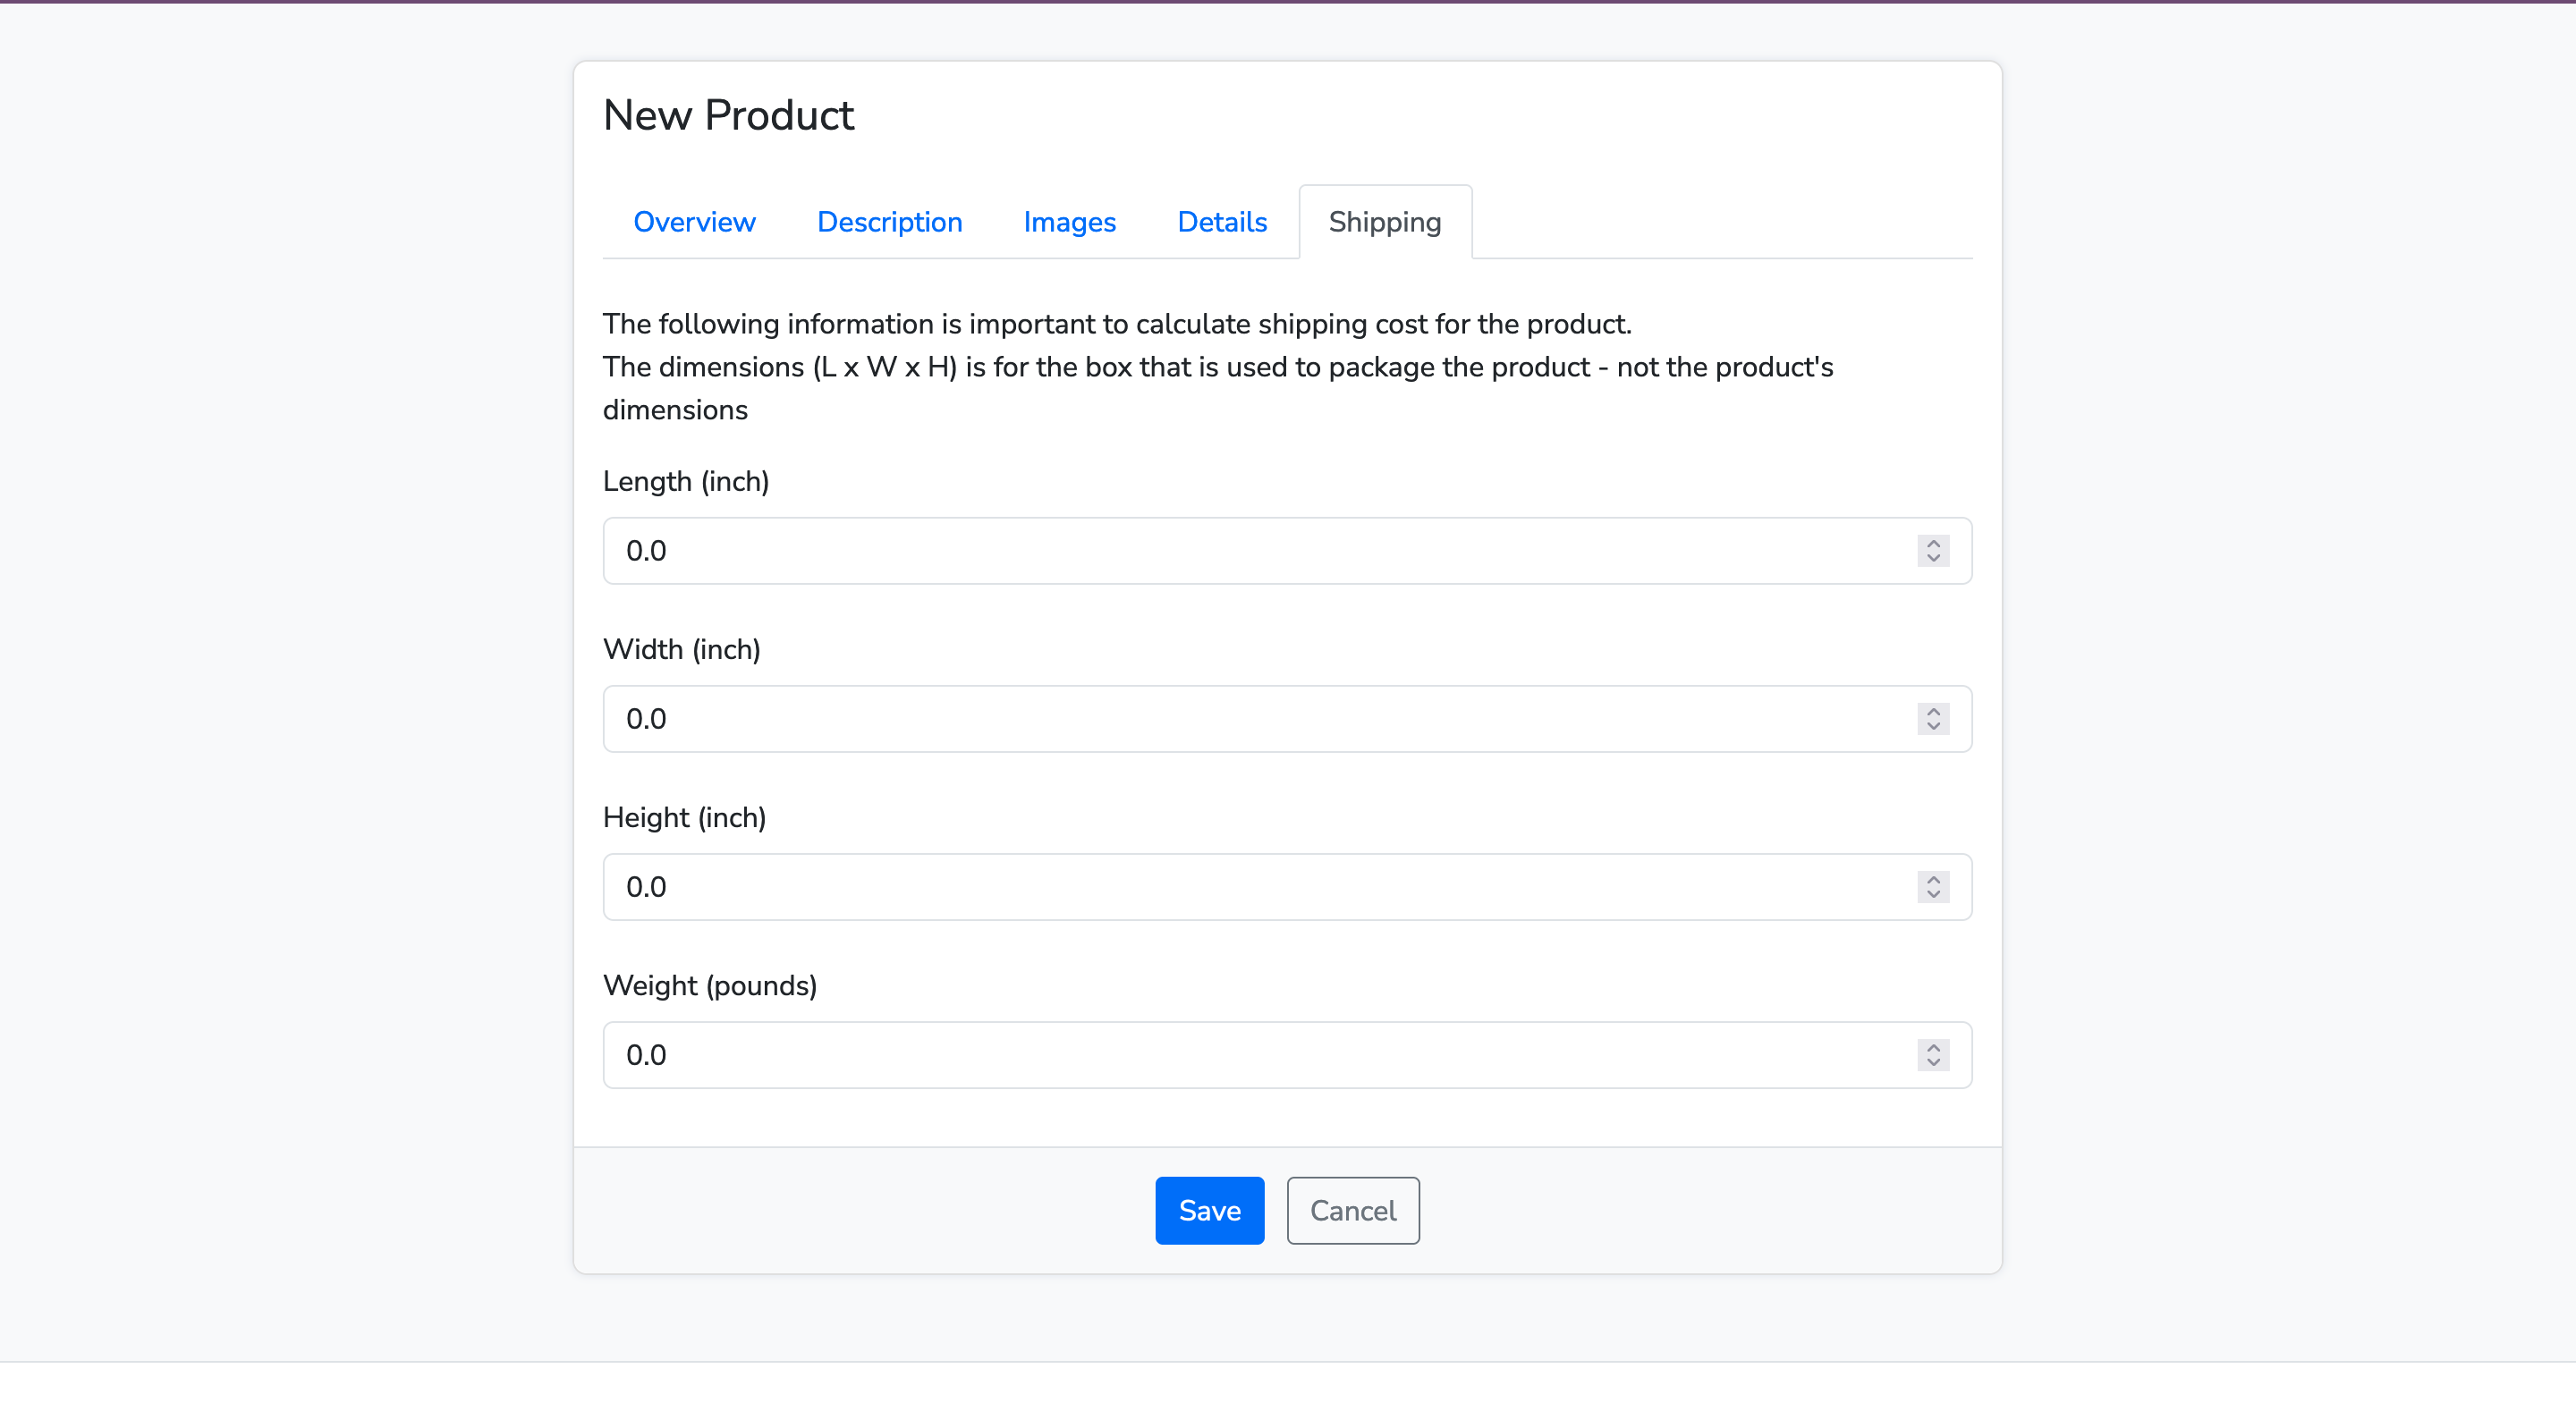 New Product
Overview Description Images Details Shipping
The following information is important to calculate shipping cost for the product.
The dimensions (L x W x H) is for the box that is used to package the product - not the product's
dimensions
Length (inch)
0.0
Width (inch)
0.0
Height (inch)
0.0
Weight (pounds)
0.0
Save Cancel